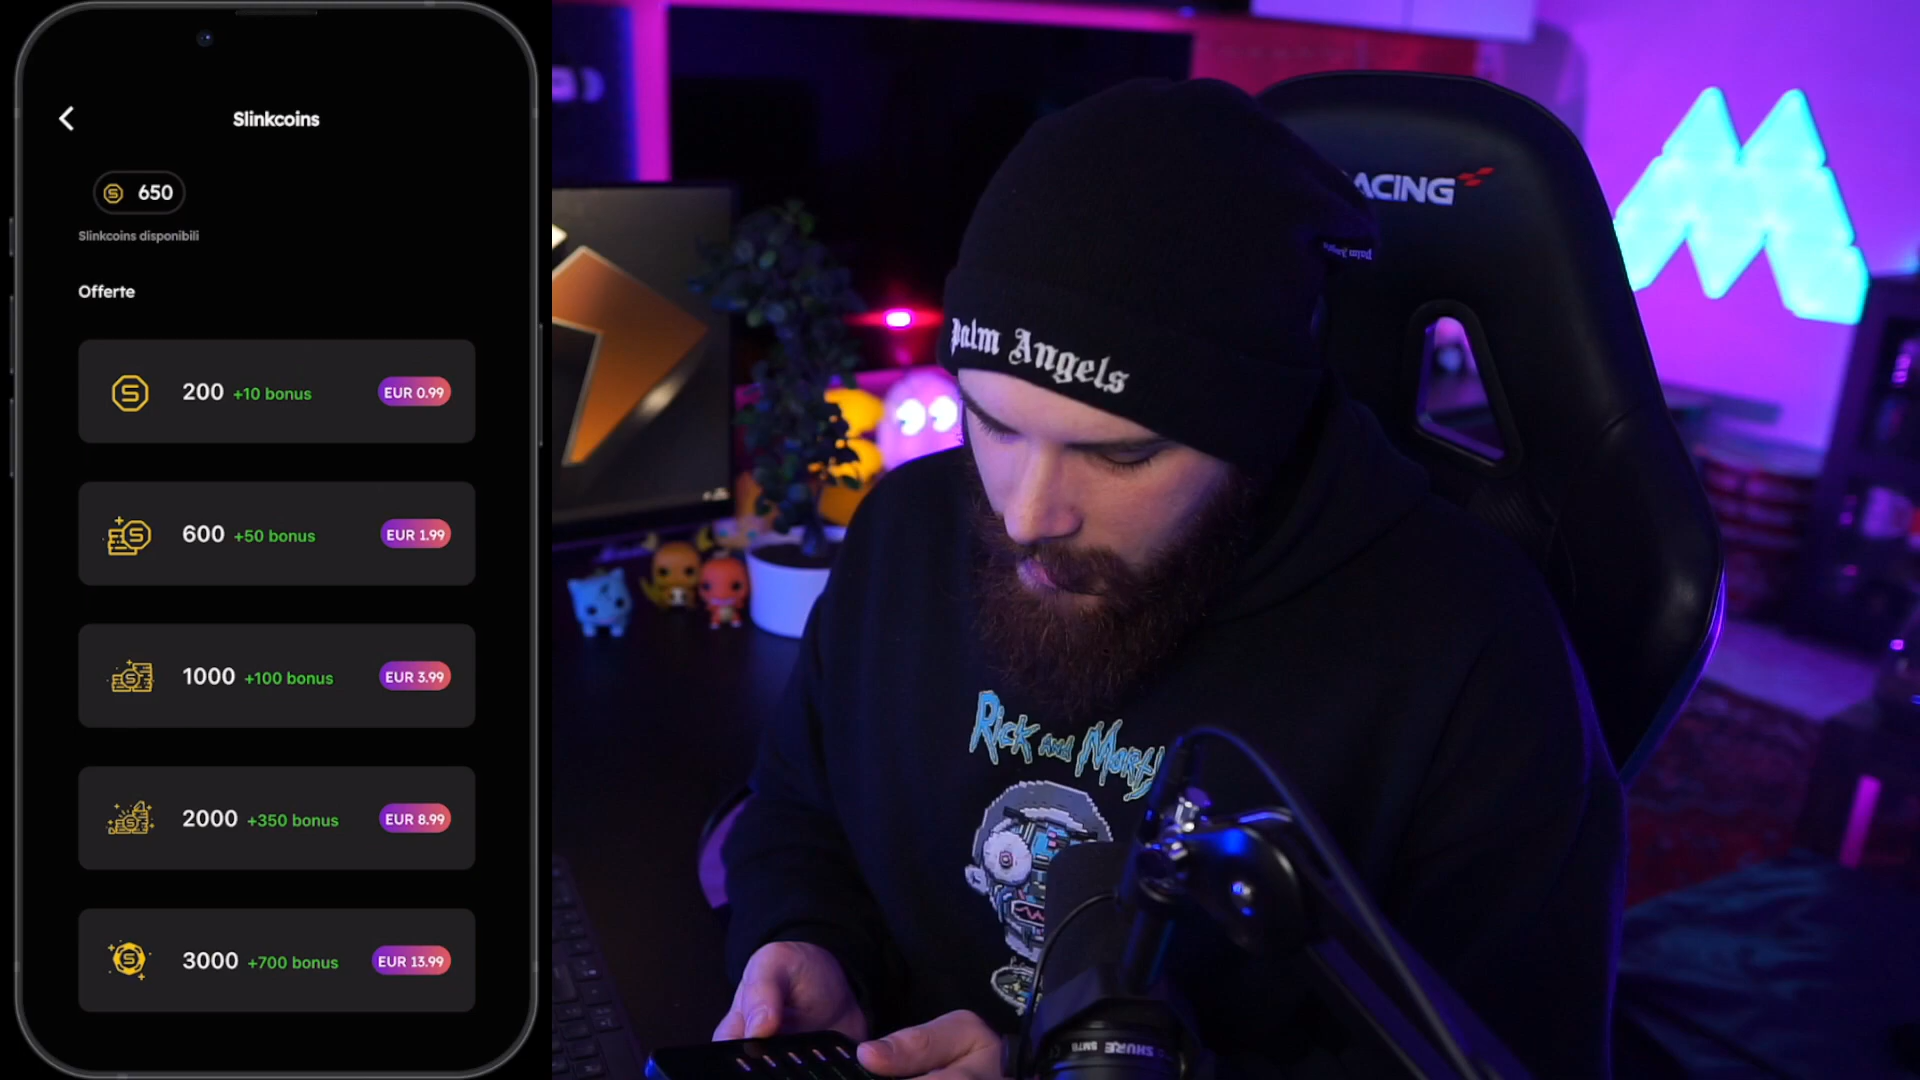 Slinkcoins
650
Slinkcoins disponibili
Offerte
200 +10 bonus EUR 0.99
600 +50 bonus EUR 1.99
1000 +100 bonus EUR 3.99
2000 +350 bonus EUR 8.99
3000 +700 bonus EUR 13.99
ACING
Palm Angels
Rick and Morty
SHURE SM7B